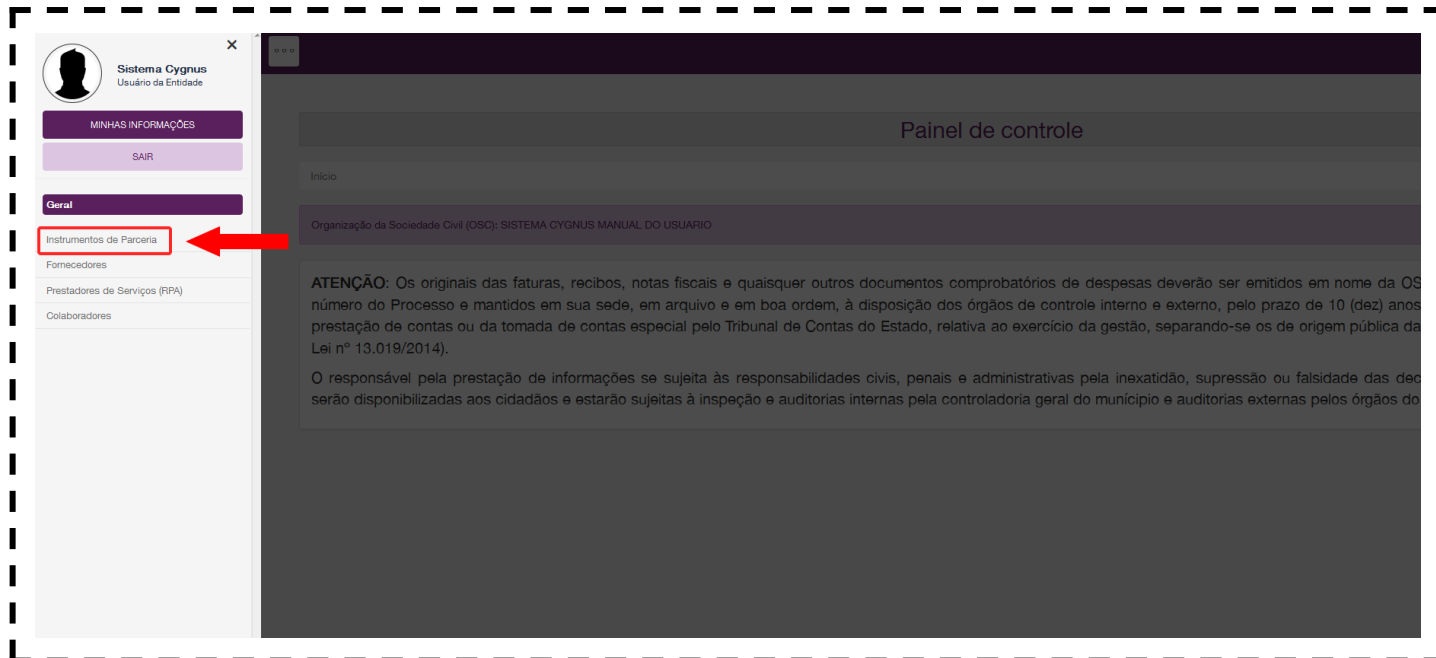 ×
Sistema Cygnus
Usuário da Entidade
MINHAS INFORMAÇÕES
SAIR
Geral
Instrumentos de Parceria
Fornecedores
Prestadores de Serviços (RPA)
Colaboradores
Painel de controle
Início
Organização da Sociedade Civil (OSC): SISTEMA CYGNUS MANUAL DO USUARIO
ATENÇÃO: Os originais das faturas, recibos, notas fiscais e quaisquer outros documentos comprobatórios de despesas deverão ser emitidos em nome da OS
número do Processo e mantidos em sua sede, em arquivo e em boa ordem, à disposição dos órgãos de controle interno e externo, pelo prazo de 10 (dez) anos
prestação de contas ou da tomada de contas especial pelo Tribunal de Contas do Estado, relativa ao exercício da gestão, separando-se os de origem pública da
Lei nº 13.019/2014).
O responsável pela prestação de informações se sujeita às responsabilidades civis, penais e administrativas pela inexatidão, supressão ou falsidade das dec
serão disponibilizadas aos cidadãos e estarão sujeitas à inspeção e auditorias internas pela controladoria geral do munícipio e auditorias externas pelos órgãos do